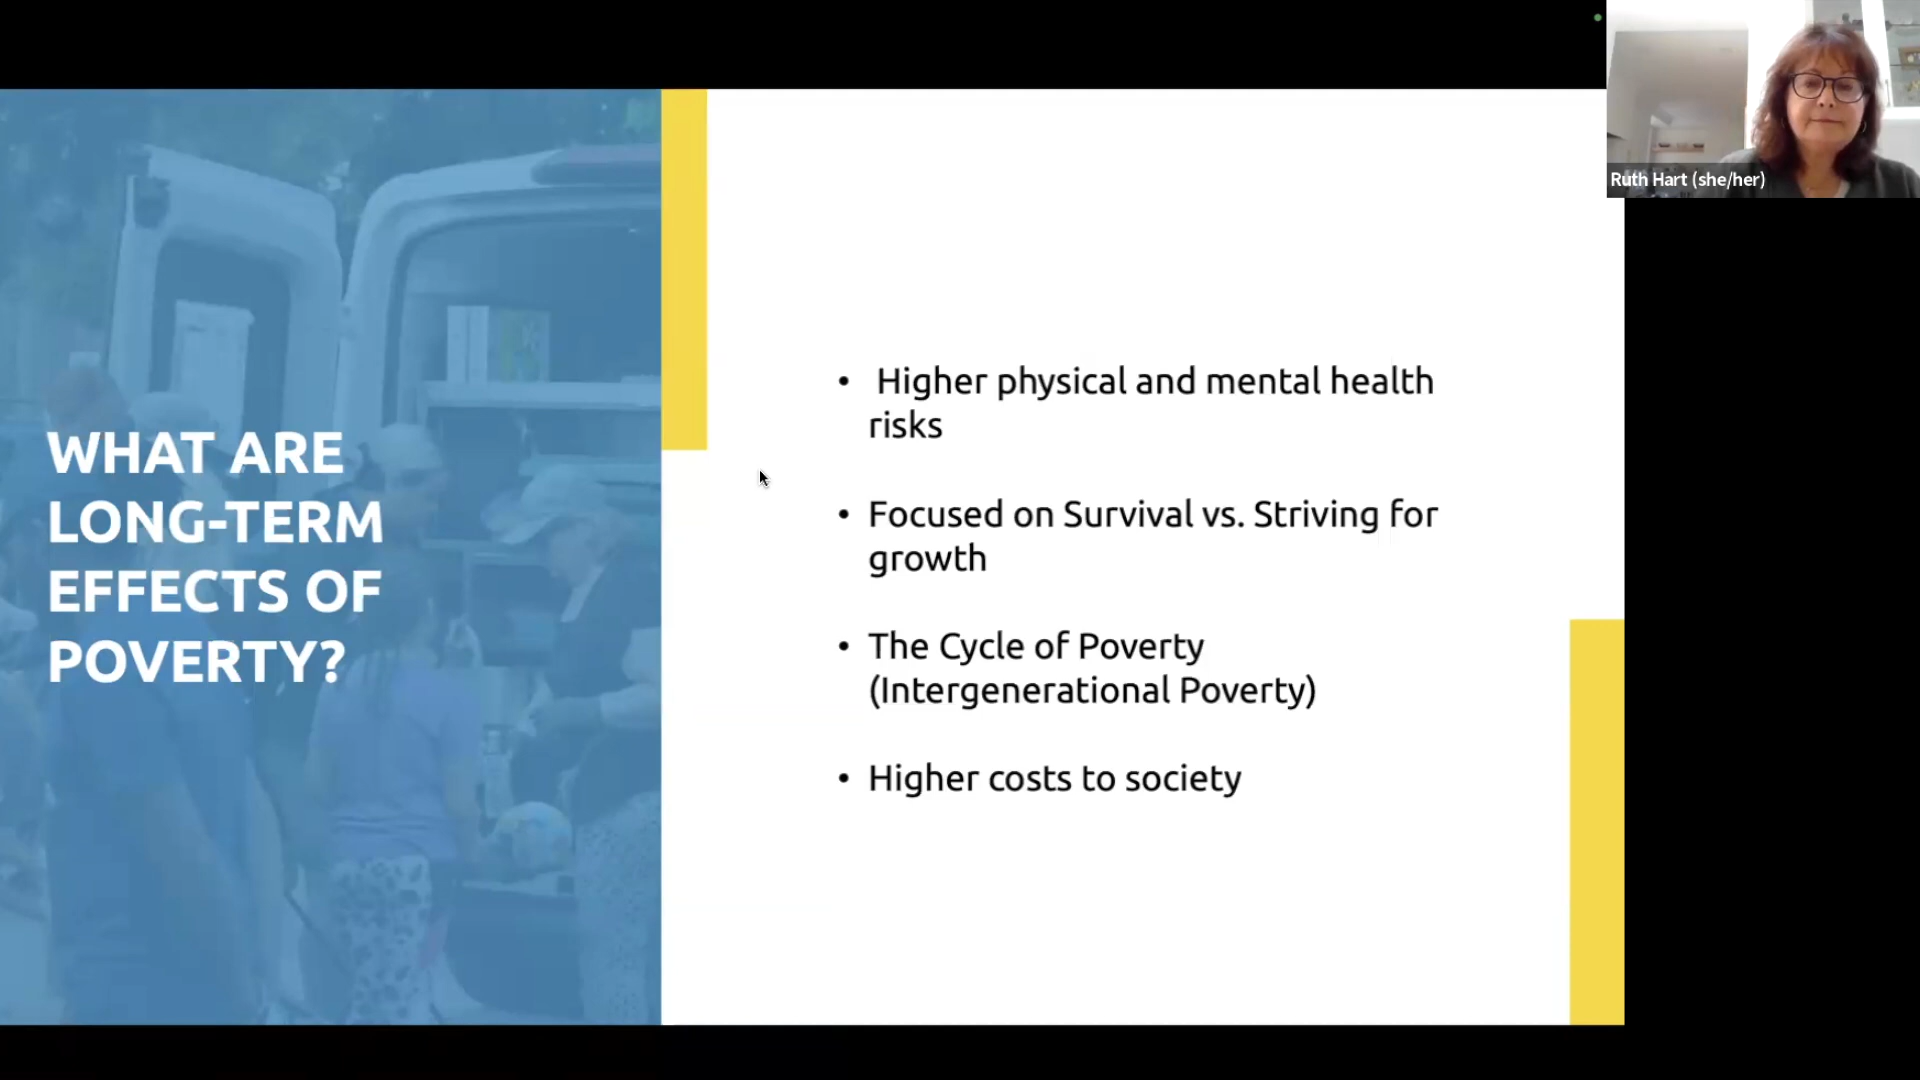 Ruth Hart (she/her)
WHAT ARE
LONG-TERM
EFFECTS OF
POVERTY?
• Higher physical and mental health
risks
• Focused on Survival vs. Striving for
growth
• The Cycle of Poverty
(Intergenerational Poverty)
• Higher costs to society